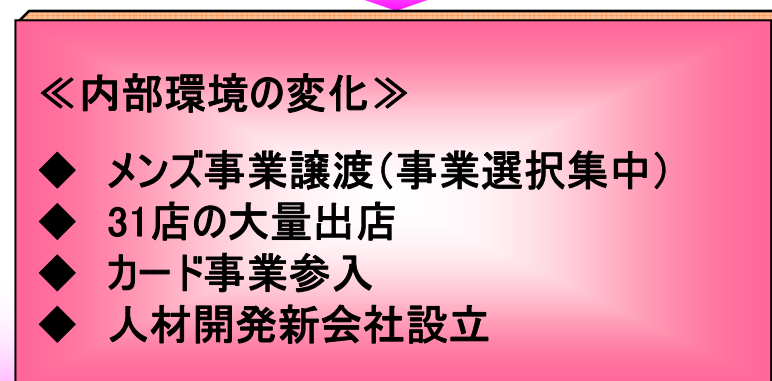 ≪内部環境の変化≫
◆ メンズ事業譲渡（事業選択集中）
◆ 31店の大量出店
◆ カード事業参入
◆ 人材開発新会社設立